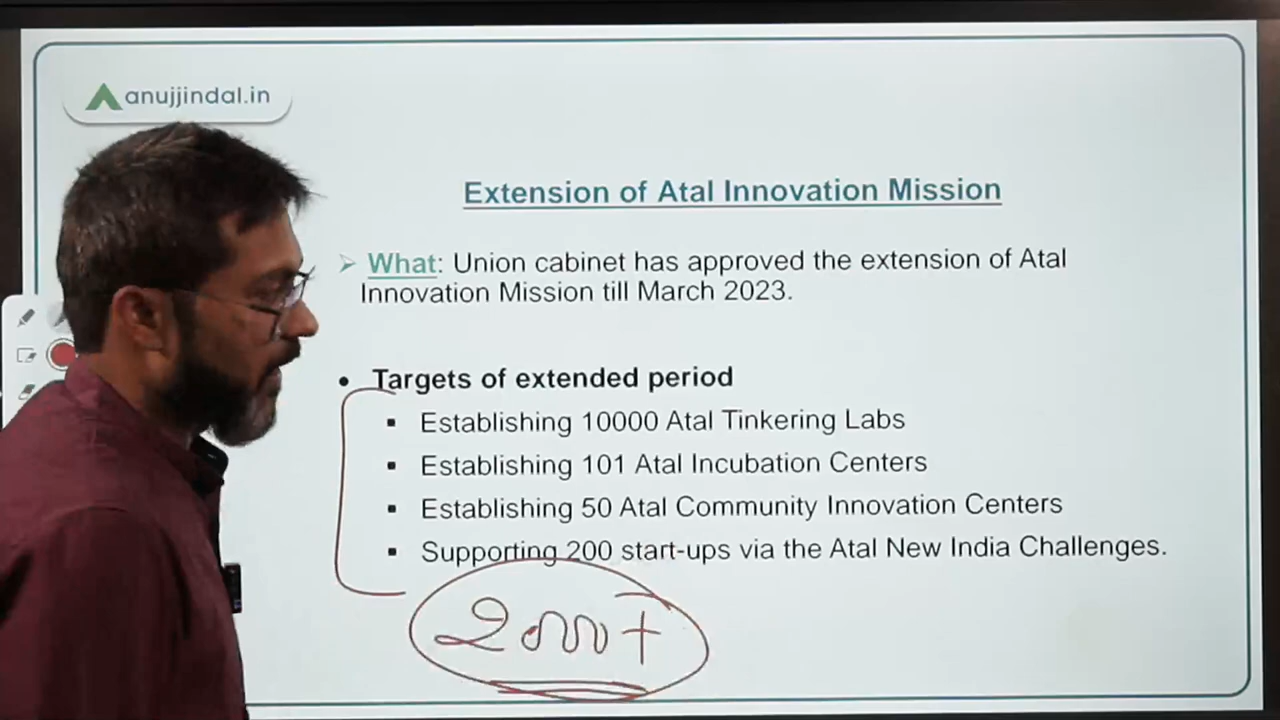 anujjindal.in
Extension of Atal Innovation Mission
➢ What: Union cabinet has approved the extension of Atal
Innovation Mission till March 2023.
• Targets of extended period
▪ Establishing 10000 Atal Tinkering Labs
▪ Establishing 101 Atal Incubation Centers
▪ Establishing 50 Atal Community Innovation Centers
▪ Supporting 200 start-ups via the Atal New India Challenges.
2000+